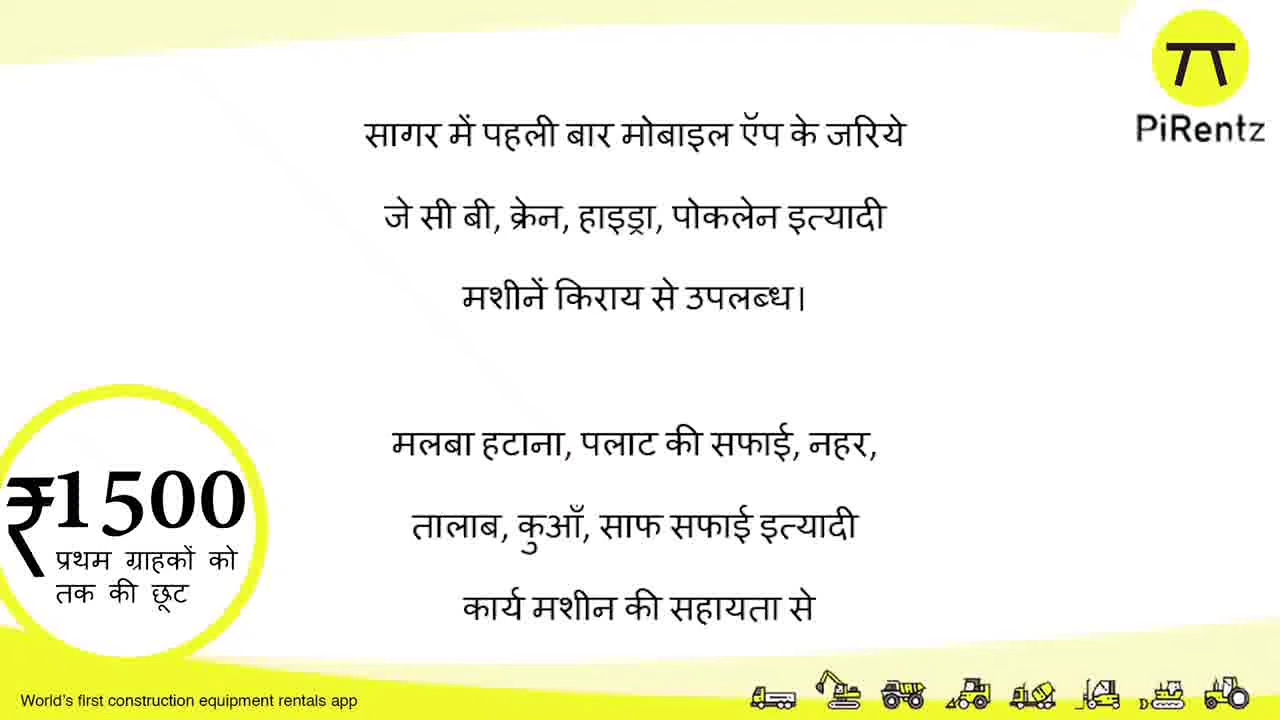 PiRentz
सागर में पहली बार मोबाइल ऍप के जरिये
जे सी बी, क्रेन, हाइड्रा, पोकलेन इत्यादी
मशीनें किराय से उपलब्ध।
मलबा हटाना, पलाट की सफाई, नहर,
तालाब, कुआँ, साफ सफाई इत्यादी
कार्य मशीन की सहायता से
₹1500
प्रथम ग्राहकों को
तक की छूट
World's first construction equipment rentals app